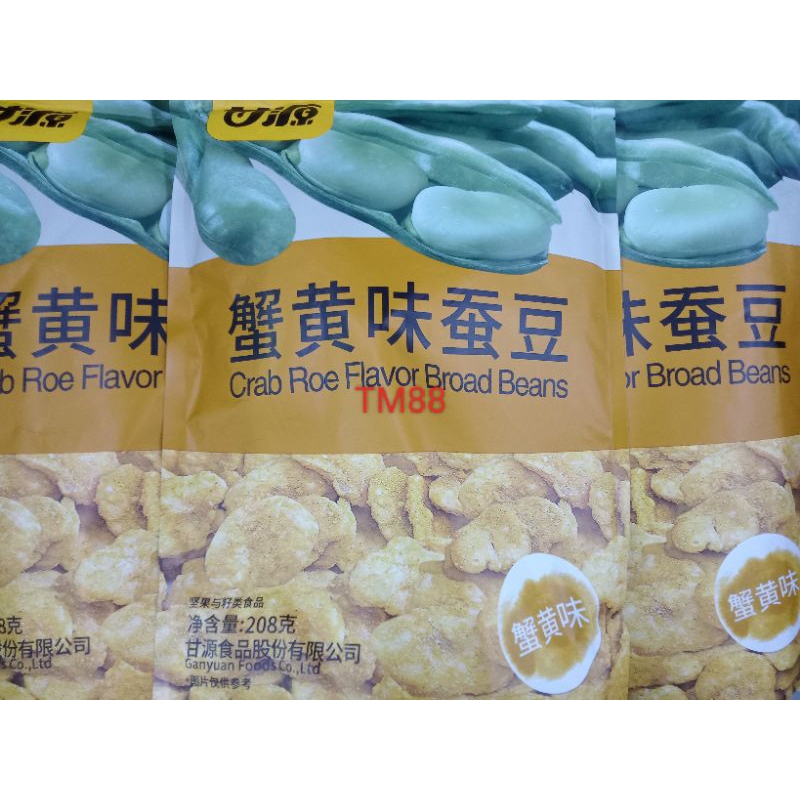 甘源
甘源
蟹黄味
b Roe Flavor
蟹黄味蚕豆
Crab Roe Flavor Broad Beans
味蚕豆
or Broad Beans
TM88
坚果与籽类食品
净含量:208克
甘源食品股份有限公司
Ganyuan Foods Co.,Ltd
*图片仅供参考
蟹黄味
8克
份有限公司
s Co.,Ltd
蟹黄味